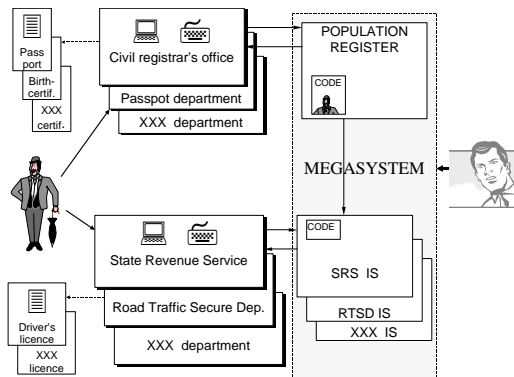 Pass
port
Birth-
certif.
XXX
certif.
Civil registrar's office
Passpot department
XXX department
POPULATION
REGISTER
CODE
MEGASYSTEM
State Revenue Service
Road Traffic Secure Dep.
XXX department
Driver's
licence
XXX
licence
CODE
SRS IS
RTSD IS
XXX IS